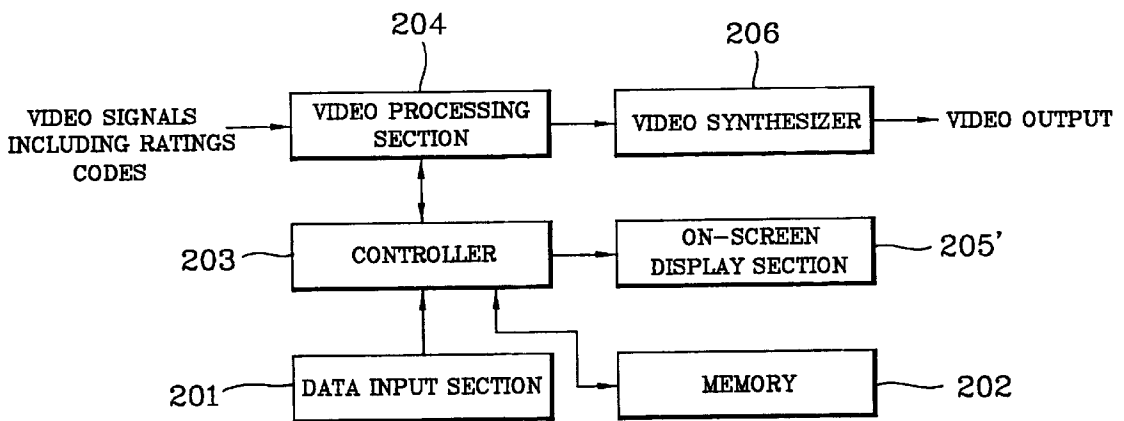 204
206
VIDEO SIGNALS
INCLUDING RATINGS
CODES
VIDEO PROCESSING
SECTION
VIDEO SYNTHESIZER
VIDEO OUTPUT
203
CONTROLLER
ON-SCREEN
DISPLAY SECTION
205'
201
DATA INPUT SECTION
MEMORY
202